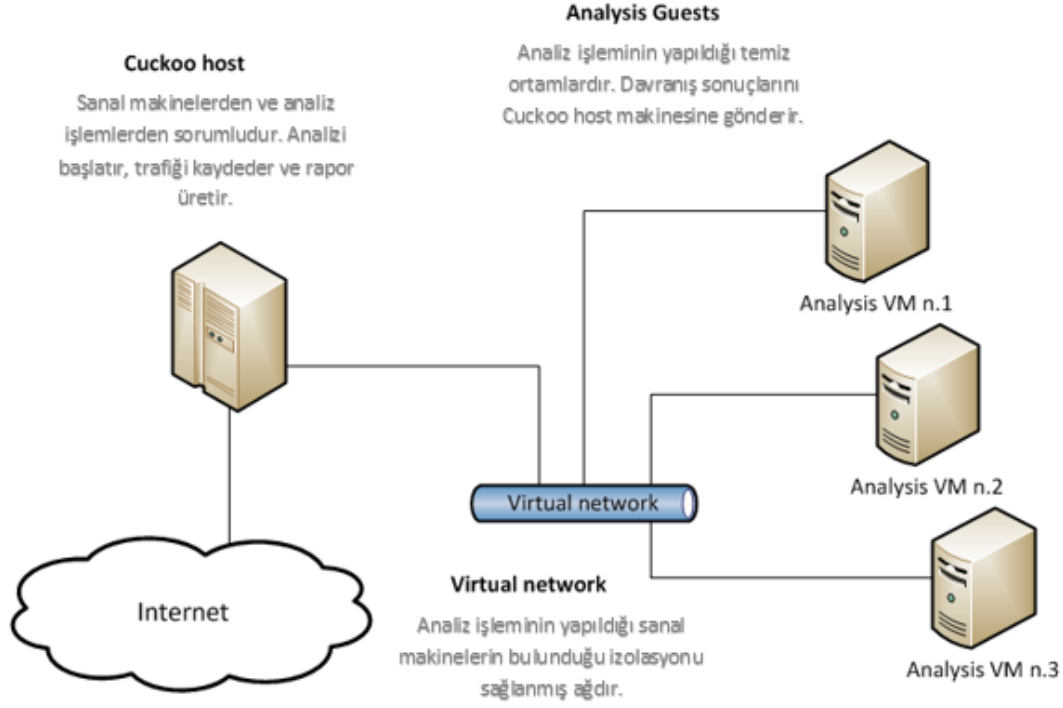 Analysis Guests
Analiz işleminin yapıldığı temiz
ortamlardır. Davranış sonuçlarını
Cuckoo host makinesine gönderir.
Cuckoo host
Sanal makinelerden ve analiz
işlemlerden sorumludur. Analizi
başlatır, trafiği kaydeder ve rapor
üretir.
Analysis VM n.1
Analysis VM n.2
Virtual network
Virtual network
Analiz işleminin yapıldığı sanal
makinelerin bulunduğu izolasyonu
sağlanmış ağdır.
Internet
Analysis VM n.3